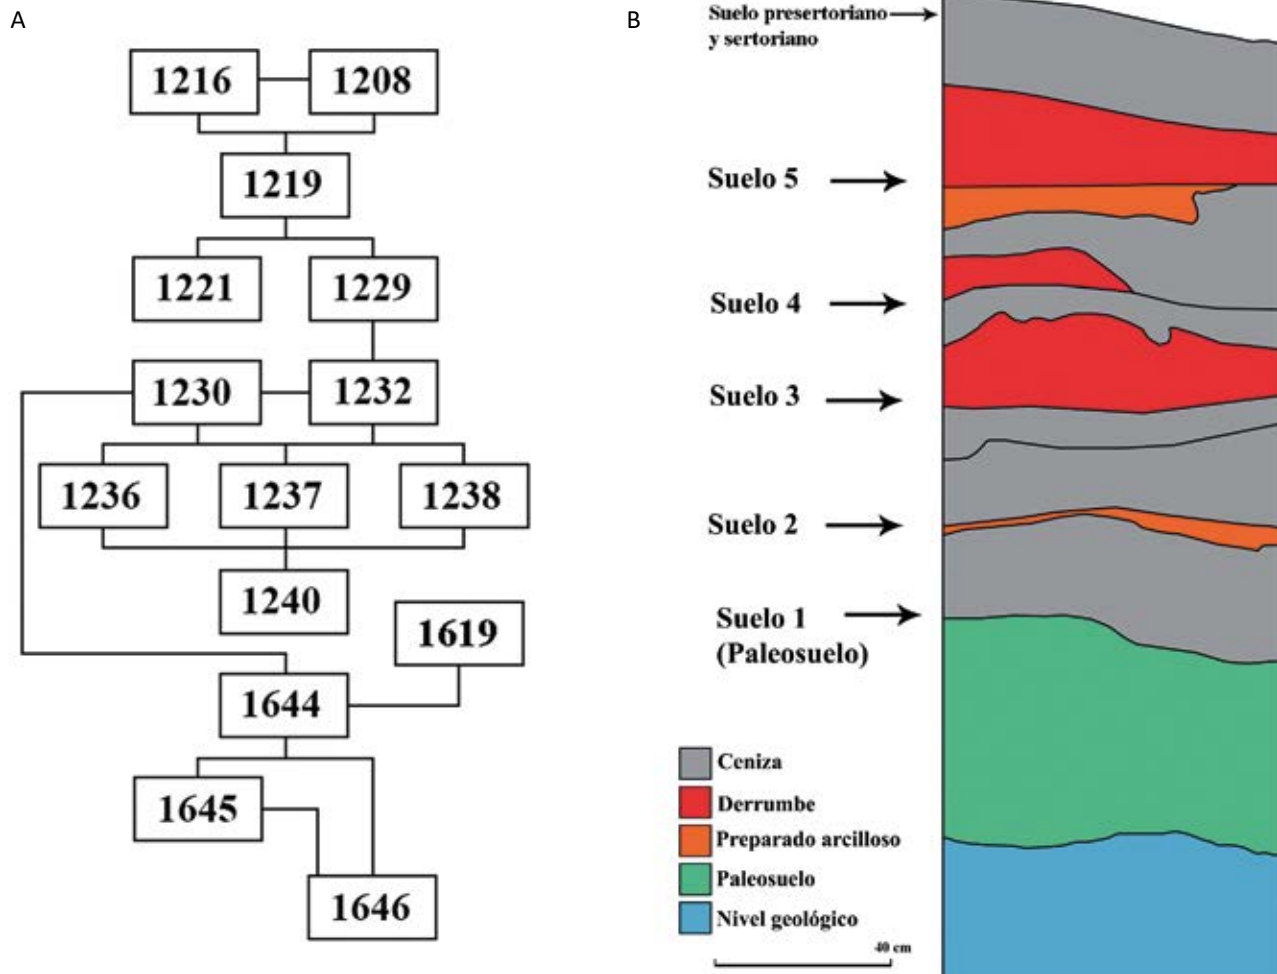 A
1216
1208
1219
1221
1229
1230
1232
1236
1237
1238
1240
1619
1644
1645
1646
B
Suelo presertoriano
y sertoriano
Suelo 5
Suelo 4
Suelo 3
Suelo 2
Suelo 1
(Paleosuelo)
Ceniza
Derrumbe
Preparado arcilloso
Paleosuelo
Nivel geológico
40 cm